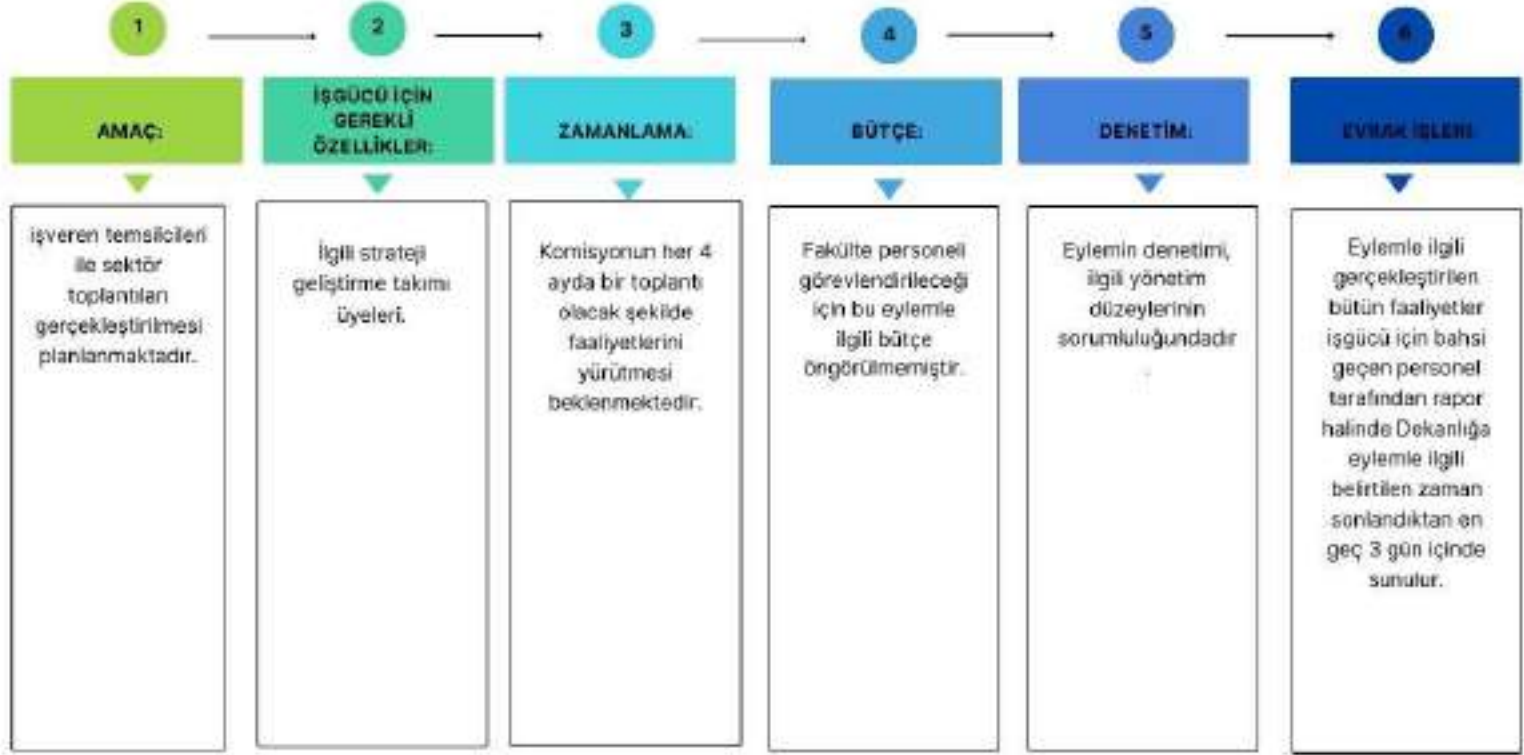 1
2
3
4
5
6
AMAÇ:
işveren temsilcileri
ile sektör
toplantıları
gerçekleştirilmesi
planlanmaktadır.
İŞGÜCÜ İÇİN
GEREKLİ
ÖZELLİKLER:
İlgili strateji
geliştirme takımı
üyeleri.
ZAMANLAMA:
Komisyonun her 4
ayda bir toplantı
olacak şekilde
faaliyetlerini
yürütmesi
beklenmektedir.
BÜTÇE:
Fakülte personeli
görevlendirileceği
için bu eylemle
ilgili bütçe
öngörülmemiştir.
DENETİM:
Eylemin denetimi,
ilgili yönetim
düzeylerinin
sorumluluğundadır
.
EVRAK İŞLERİ:
Eylemle ilgili
gerçekleştirilen
bütün faaliyetler
işgücü için bahsi
geçen personel
tarafından rapor
halinde Dekanlığa
eylemle ilgili
belirtilen zaman
sonlandıktan en
geç 3 gün içinde
sunulur.